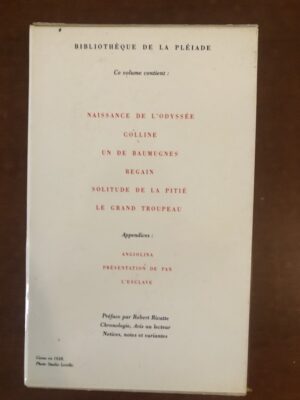 BIBLIOTHÈQUE DE LA PLÉIADE
Ce volume contient :
NAISSANCE DE L'ODYSSÉE
COLLINE
UN DE BAUMUGNES
REGAIN
SOLITUDE DE LA PITIÉ
LE GRAND TROUPEAU
Appendices :
ANGIOLINA
PRÉSENTATION DE PAN
L'ESCLAVE
Préface par Robert Ricatte
Chronologie, Avis au lecteur
Notices, notes et variantes
Giono en
Photo Studio